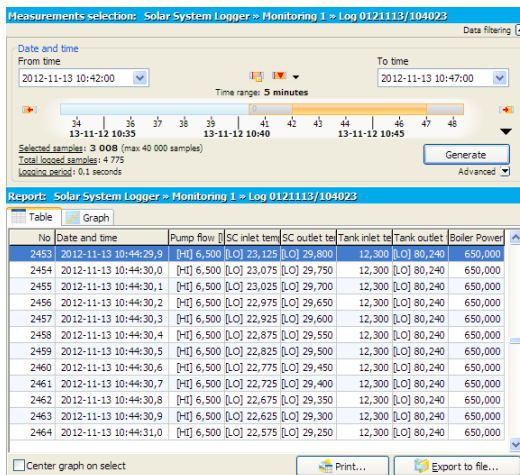 Measurements selection: Solar System Logger » Monitoring 1 » Log 0121113/104023
Data filtering
Date and time
From time To time
2012-11-13 10:42:00 2012-11-13 10:47:00
Time range: 5 minutes
34 36 37 38 39 41 42 43 44 46 47 48
13-11-12 10:35 13-11-12 10:40 13-11-12 10:45
Selected samples: 3 008 (max 40 000 samples)
Total logged samples: 4 775
Generate
Logging period: 0,1 seconds
Advanced
Report: Solar System Logger » Monitoring 1 » Log 0121113/104023
Table Graph
No Date and time Pump flow [l SC inlet temp SC outlet ter Tank inlet te Tank outlet Boiler Power
2453 2012-11-13 10:44:29,9 [HI] 6,500 [LO] 23,125 [LO] 29,800 12,300 [LO] 80,240 650,000
2454 2012-11-13 10:44:30,0 [HI] 6,500 [LO] 23,075 [LO] 29,750 12,300 [LO] 80,240 650,000
2455 2012-11-13 10:44:30,1 [HI] 6,500 [LO] 23,025 [LO] 29,700 12,300 [LO] 80,240 650,000
2456 2012-11-13 10:44:30,2 [HI] 6,500 [LO] 22,975 [LO] 29,650 12,300 [LO] 80,240 650,000
2457 2012-11-13 10:44:30,3 [HI] 6,500 [LO] 22,925 [LO] 29,600 12,300 [LO] 80,240 650,000
2458 2012-11-13 10:44:30,4 [HI] 6,500 [LO] 22,875 [LO] 29,550 12,300 [LO] 80,240 650,000
2459 2012-11-13 10:44:30,5 [HI] 6,500 [LO] 22,825 [LO] 29,500 12,300 [LO] 80,240 650,000
2460 2012-11-13 10:44:30,6 [HI] 6,500 [LO] 22,775 [LO] 29,450 12,300 [LO] 80,240 650,000
2461 2012-11-13 10:44:30,7 [HI] 6,500 [LO] 22,725 [LO] 29,400 12,300 [LO] 80,240 650,000
2462 2012-11-13 10:44:30,8 [HI] 6,500 [LO] 22,675 [LO] 29,350 12,300 [LO] 80,240 650,000
2463 2012-11-13 10:44:30,9 [HI] 6,500 [LO] 22,625 [LO] 29,300 12,300 [LO] 80,240 650,000
2464 2012-11-13 10:44:31,0 [HI] 6,500 [LO] 22,575 [LO] 29,250 12,300 [LO] 80,240 650,000
Center graph on select Print... Export to file...